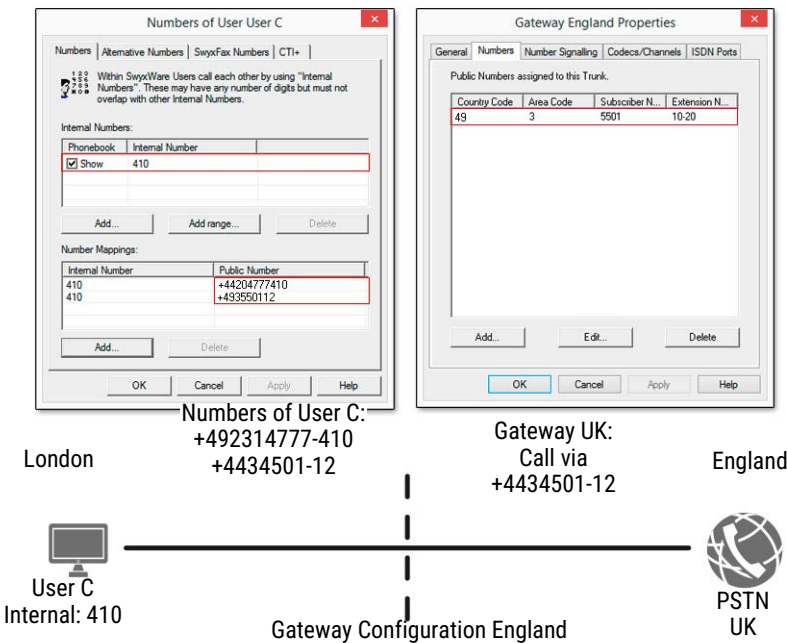 Numbers of User User C
Numbers
Alternative Numbers
SwyxFax Numbers
CTI+
Within SwyxWare Users call each other by using "Internal
Numbers". These may have any number of digits but must not
overlap with other Internal Numbers.
Internal Numbers:
Phonebook Internal Number
Show 410
Add... Add range... Delete
Number Mappings:
Internal Number Public Number
410 +44204777410
410 +493550112
Add... Delete
OK Cancel Apply Help
Gateway England Properties
General Numbers Number Signalling Codecs/Channels ISDN Ports
Public Numbers assigned to this Trunk.
Country Code Area Code Subscriber N... Extension N...
49 3 5501 10-20
Add... Edit... Delete
OK Cancel Apply Help
Numbers of User C:
+492314777-410
+4434501-12
Gateway UK:
Call via
+4434501-12
London
England
User C
Internal: 410
PSTN
UK
Gateway Configuration England